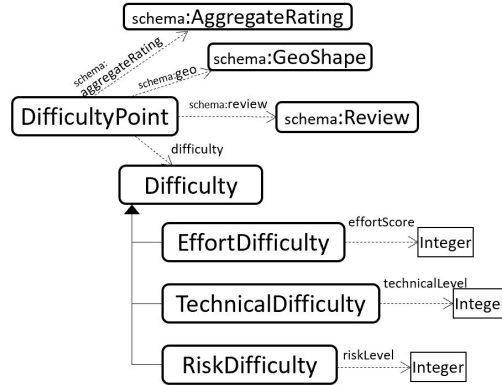 schema:AggregateRating
schema:
aggregateRating
schema:geo
schema:GeoShape
DifficultyPoint
schema:review
schema:Review
difficulty
Difficulty
effortScore
EffortDifficulty
Integer
technicalLevel
TechnicalDifficulty
Intege
riskLevel
RiskDifficulty
Integer